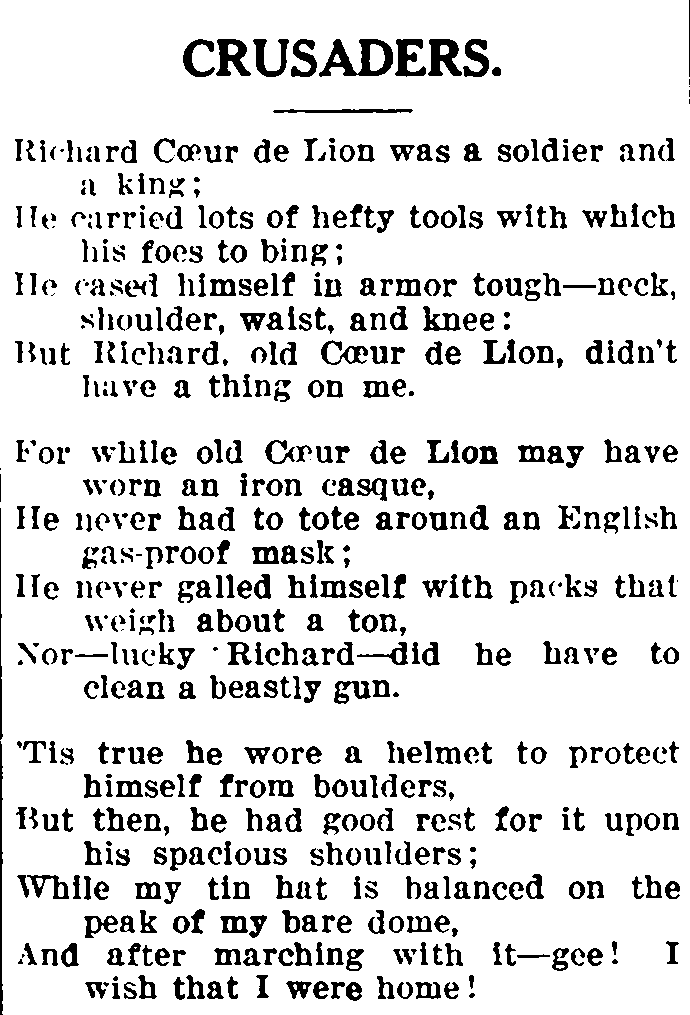 CRUSADERS.
Richard Cœur de Lion was a soldier and
a king;
He carried lots of hefty tools with which
his foes to bing;
He cased himself in armor tough—neck,
shoulder, waist, and knee:
But Richard, old Cœur de Lion, didn't
have a thing on me.
For while old Cœur de Lion may have
worn an iron casque,
He never had to tote around an English
gas-proof mask;
He never galled himself with packs that
weigh about a ton,
Nor—lucky Richard—did he have to
clean a beastly gun.
'Tis true he wore a helmet to protect
himself from boulders,
But then, he had good rest for it upon
his spacious shoulders;
While my tin hat is balanced on the
peak of my bare dome,
And after marching with it—gee! I
wish that I were home!